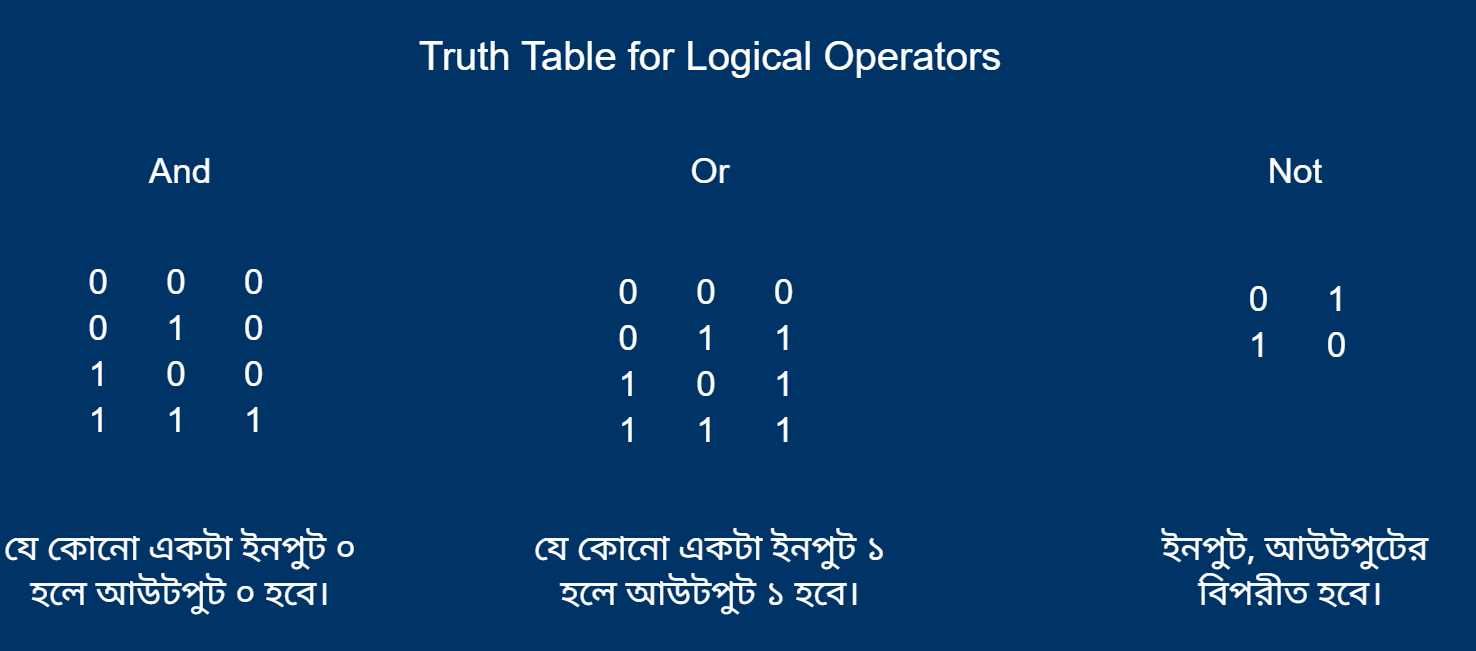 Truth Table for Logical Operators
And
0 0 0
0 1 0
1 0 0
1 1 1
যে কোনো একটা ইনপুট ০
হলে আউটপুট ০ হবে।
Or
0 0 0
0 1 1
1 0 1
1 1 1
যে কোনো একটা ইনপুট ১
হলে আউটপুট ১ হবে।
Not
0 1
1 0
ইনপুট, আউটপুটের
বিপরীত হবে।